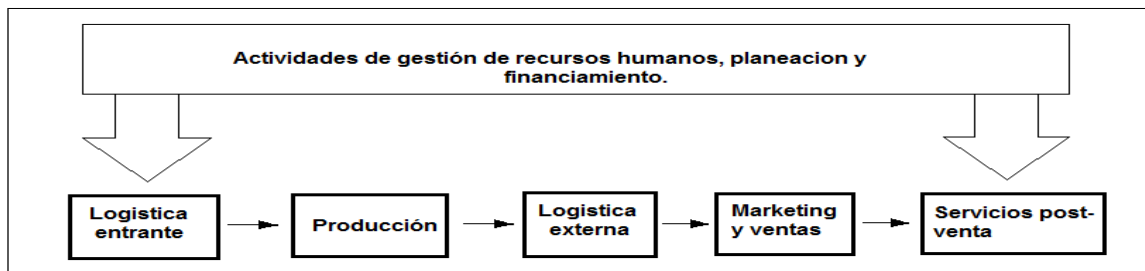 Actividades de gestión de recursos humanos, planeacion y
financiamiento.
Logistica
entrante
Producción
Logistica
externa
Marketing
y ventas
Servicios post-
venta